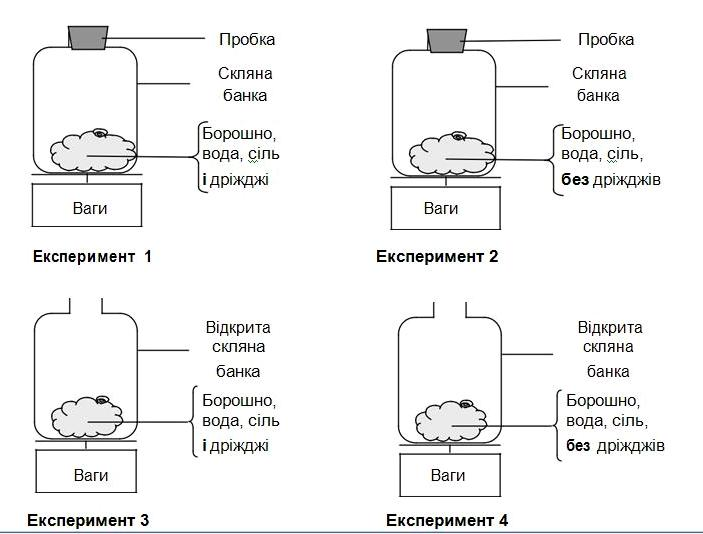 Пробка
Скляна
банка
Борошно,
вода, сіль
і дріжджі
Ваги
Експеримент 1
Пробка
Скляна
банка
Борошно,
вода, сіль,
без дріжджів
Ваги
Експеримент 2
Відкрита
скляна
банка
Борошно,
вода, сіль
і дріжджі
Ваги
Експеримент 3
Відкрита
скляна
банка
Борошно,
вода, сіль,
без дріжджів
Ваги
Експеримент 4